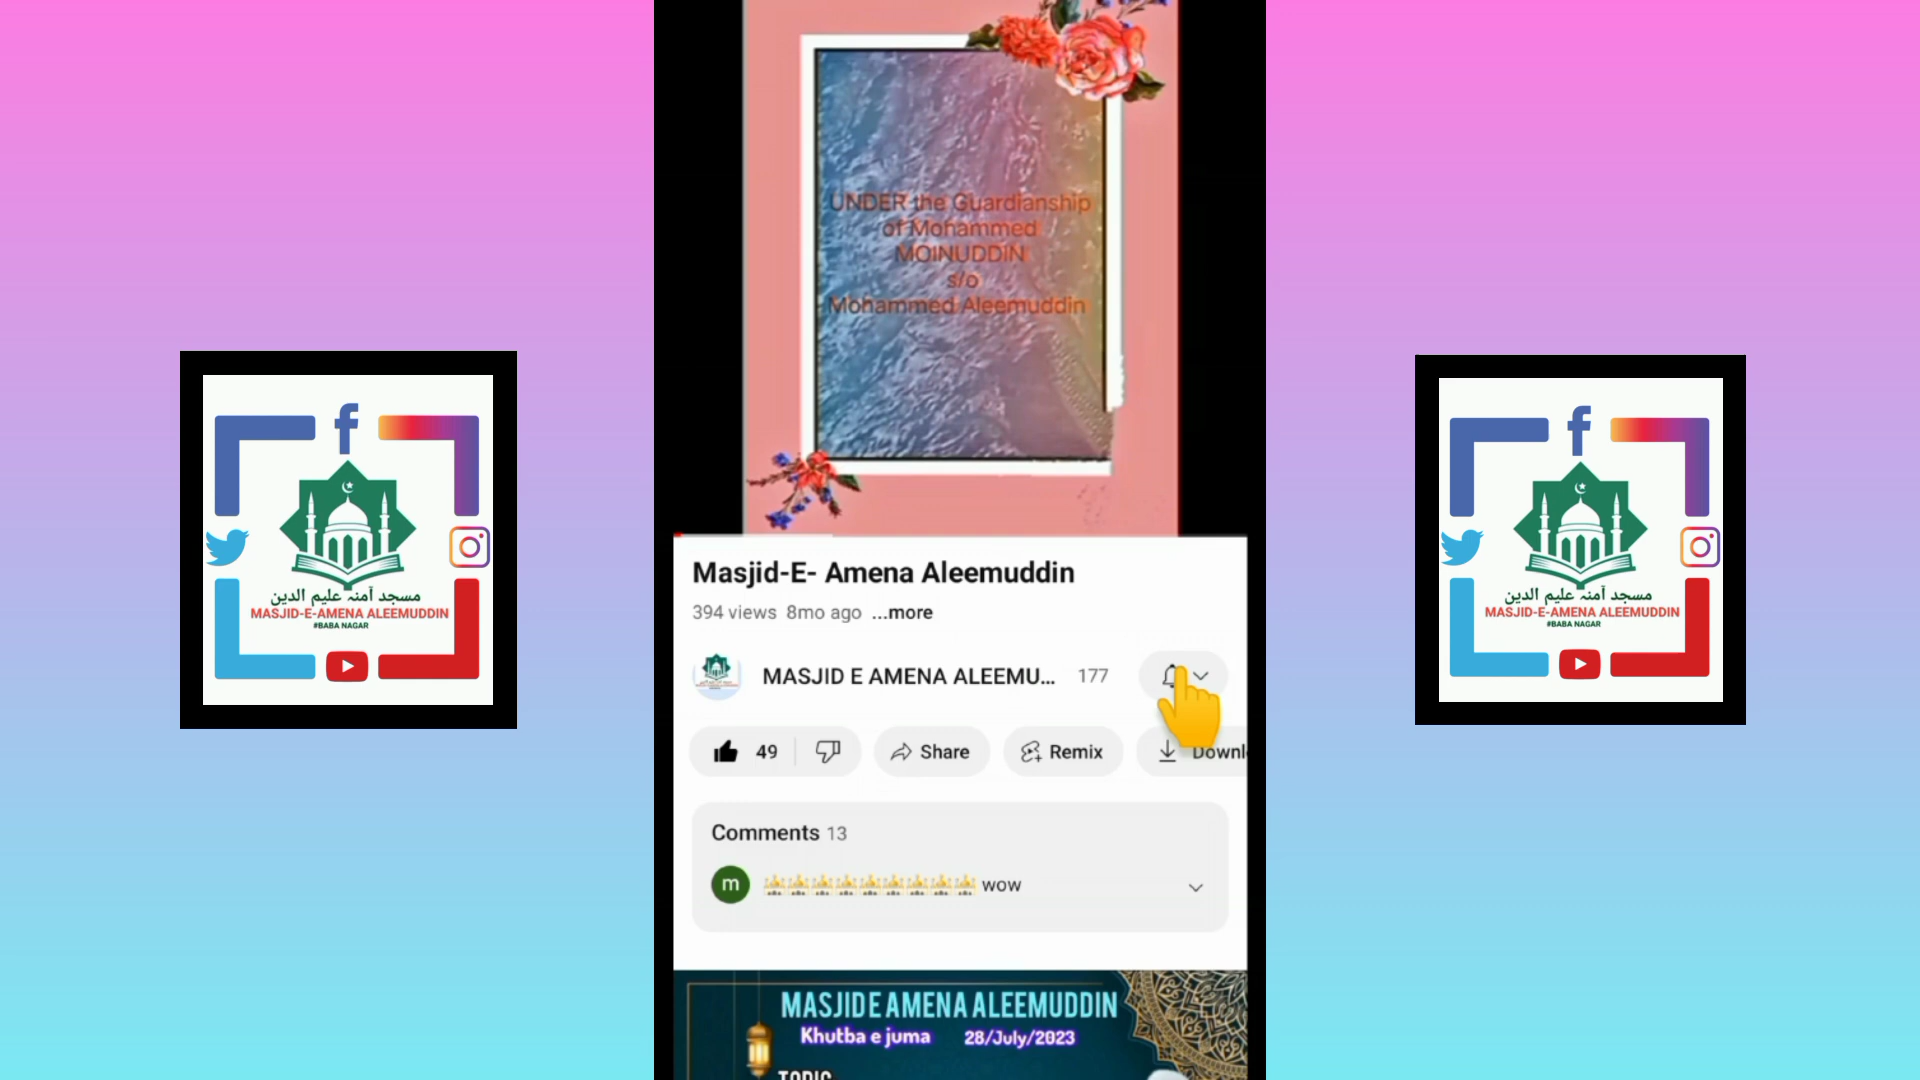 UNDER the Guardianship
of Mohammed
MOINUDDIN
s/o
Mohammed Aleemuddin
مسجد آمنہ علیم الدین
MASJID-E-AMENA ALEEMUDDIN
#BABA NAGAR
Masjid-E- Amena Aleemuddin
394 views 8mo ago ...more
MASJID E AMENA ALEEMU... 177
49 Share Remix Downl
Comments 13
m wow
MASJID E AMENA ALEEMUDDIN
Khutba e juma 28/July/2023
TOPIC
مسجد آمنہ علیم الدین
MASJID-E-AMENA ALEEMUDDIN
#BABA NAGAR